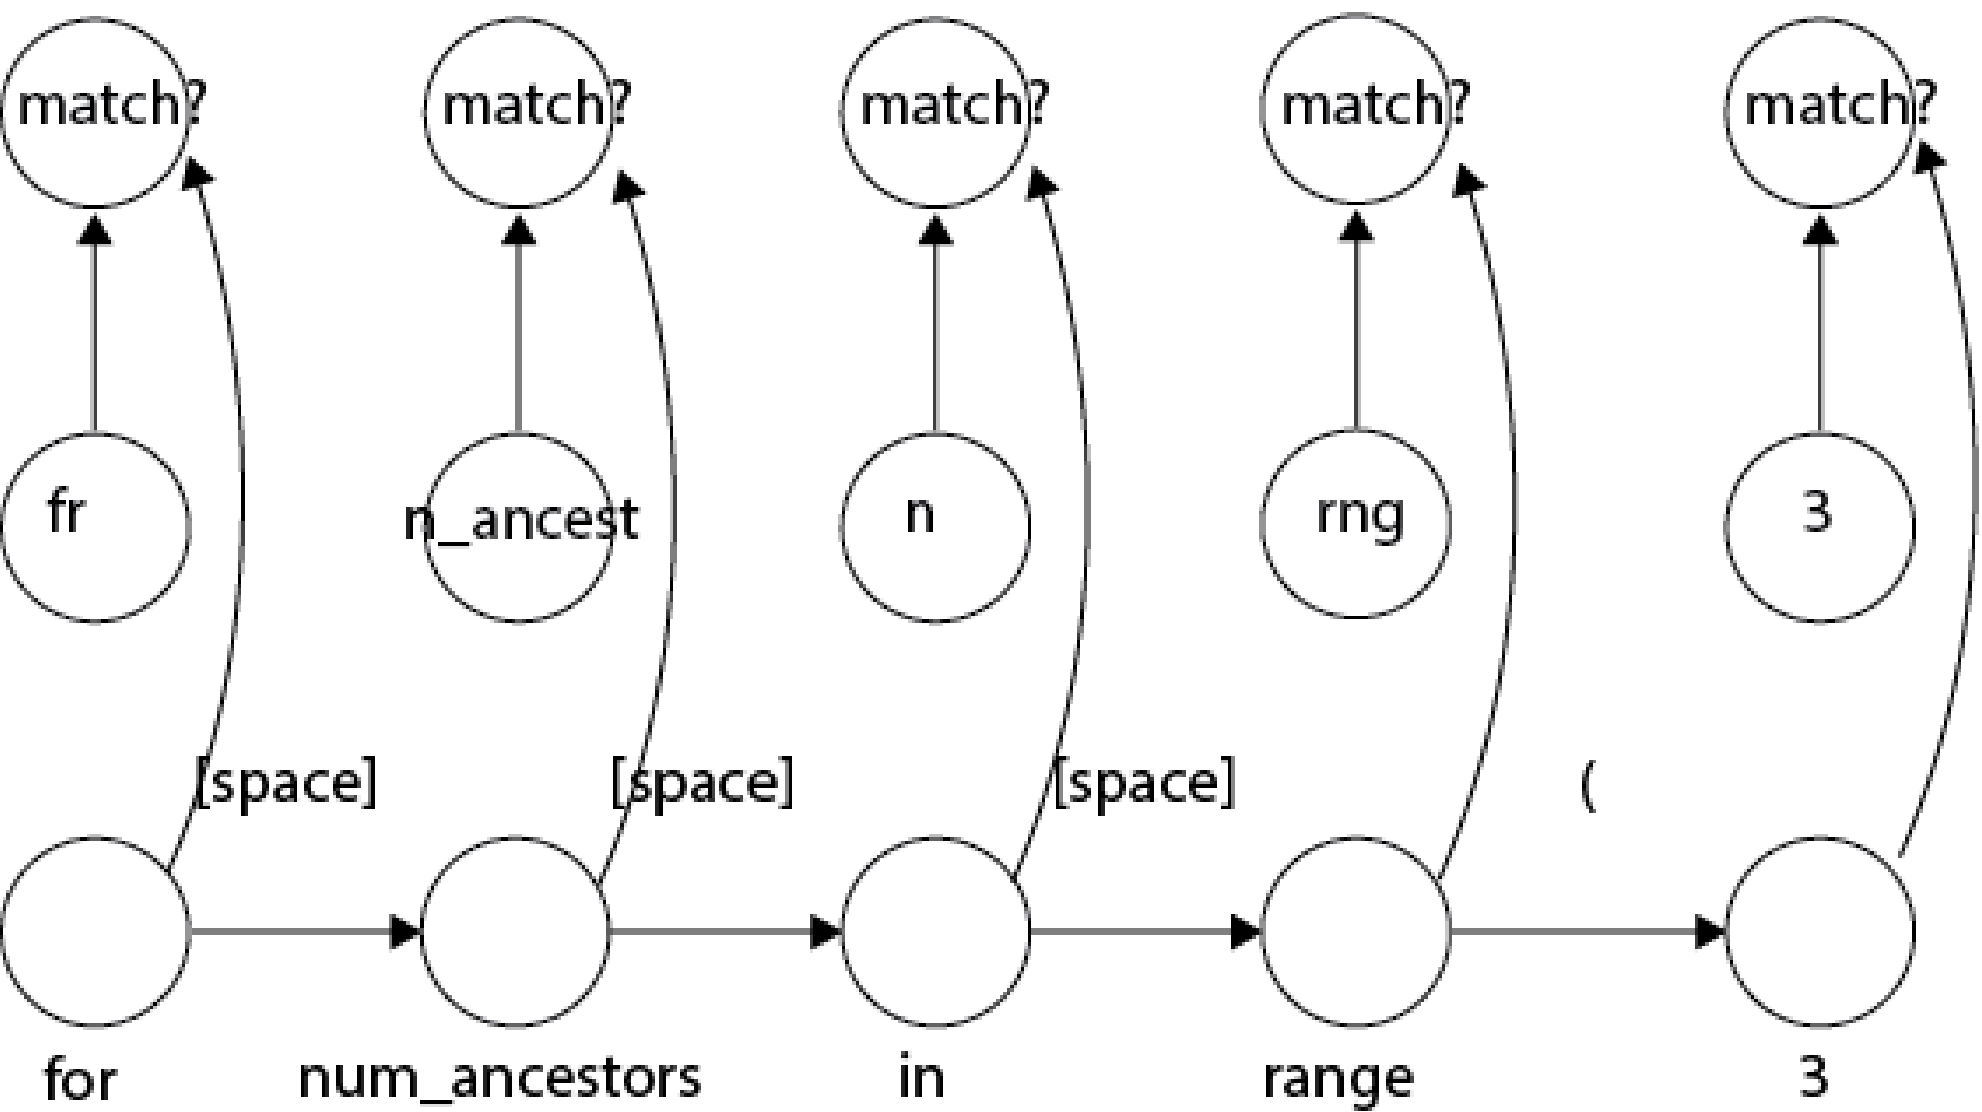 match? match? match? match? match?
fr n_ancest n rng 3
[space] [space] [space] (
for num_ancestors in range 3